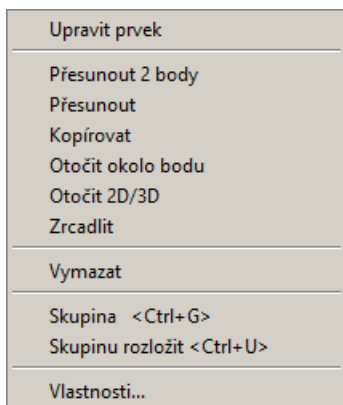 Upravit prvek
Přesunout 2 body
Přesunout
Kopírovat
Otočit okolo bodu
Otočit 2D/3D
Zrcadlit
Vymazat
Skupina <Ctrl+G>
Skupinu rozložit <Ctrl+U>
Vlastnosti...